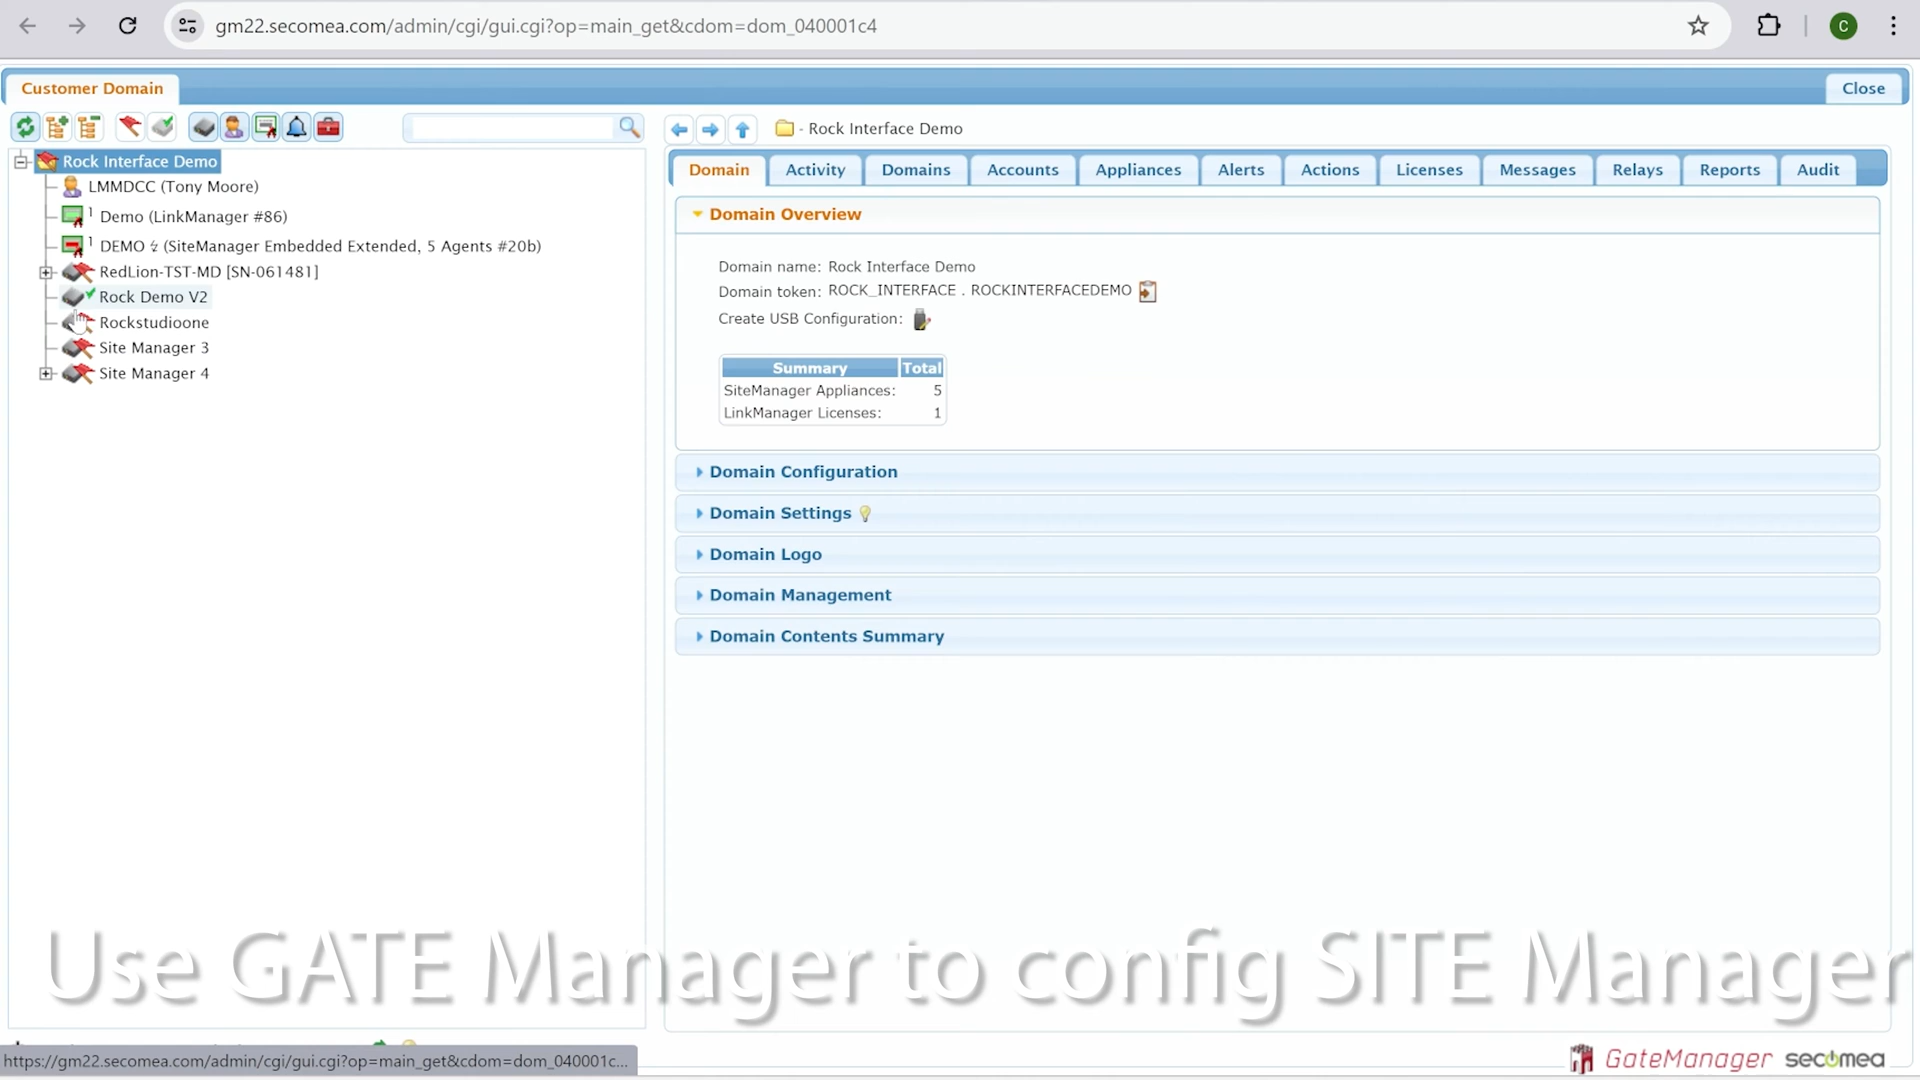 gm22.secomea.com/admin/cgi/gui.cgi?op=main_get&cdom=dom_040001c4
C
Customer Domain
Close
- Rock Interface Demo
Rock Interface Demo
LMMDCC (Tony Moore)
1 Demo (LinkManager #86)
1 DEMO (SiteManager Embedded Extended, 5 Agents #20b)
RedLion-TST-MD [SN-061481]
Rock Demo V2
Rockstudioone
Site Manager 3
Site Manager 4
Domain Activity Domains Accounts Appliances Alerts Actions Licenses Messages Relays Reports Audit
Domain Overview
Domain name: Rock Interface Demo
Domain token: ROCK_INTERFACE . ROCKINTERFACEDEMO
Create USB Configuration:
Summary Total
SiteManager Appliances: 5
LinkManager Licenses: 1
Domain Configuration
Domain Settings
Domain Logo
Domain Management
Domain Contents Summary
Use GATE Manager to config SITE Manager
https://gm22.secomea.com/admin/cgi/gui.cgi?op=main_get&cdom=dom_040001c...
GateManager secomea